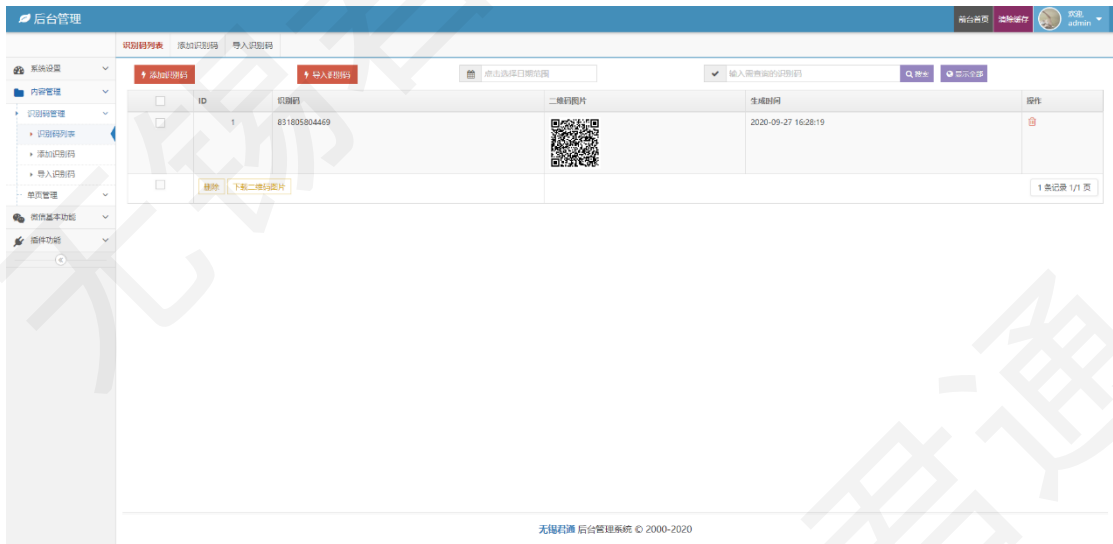 后台管理
前台首页 清除缓存 欢迎, admin
识别码列表 添加识别码 导入识别码
系统设置
内容管理
识别码管理
识别码列表
添加识别码
导入识别码
单页管理
微信基本功能
插件功能
添加识别码 导入识别码 点击选择日期范围 输入需查询的识别码 搜索 显示全部
ID 识别码 二维码图片 生成时间 操作
1 831805804469 2020-09-27 16:28:19
删除 下载二维码图片 1 条记录 1/1 页
无锡君通 后台管理系统 © 2000-2020
无锡君
君通